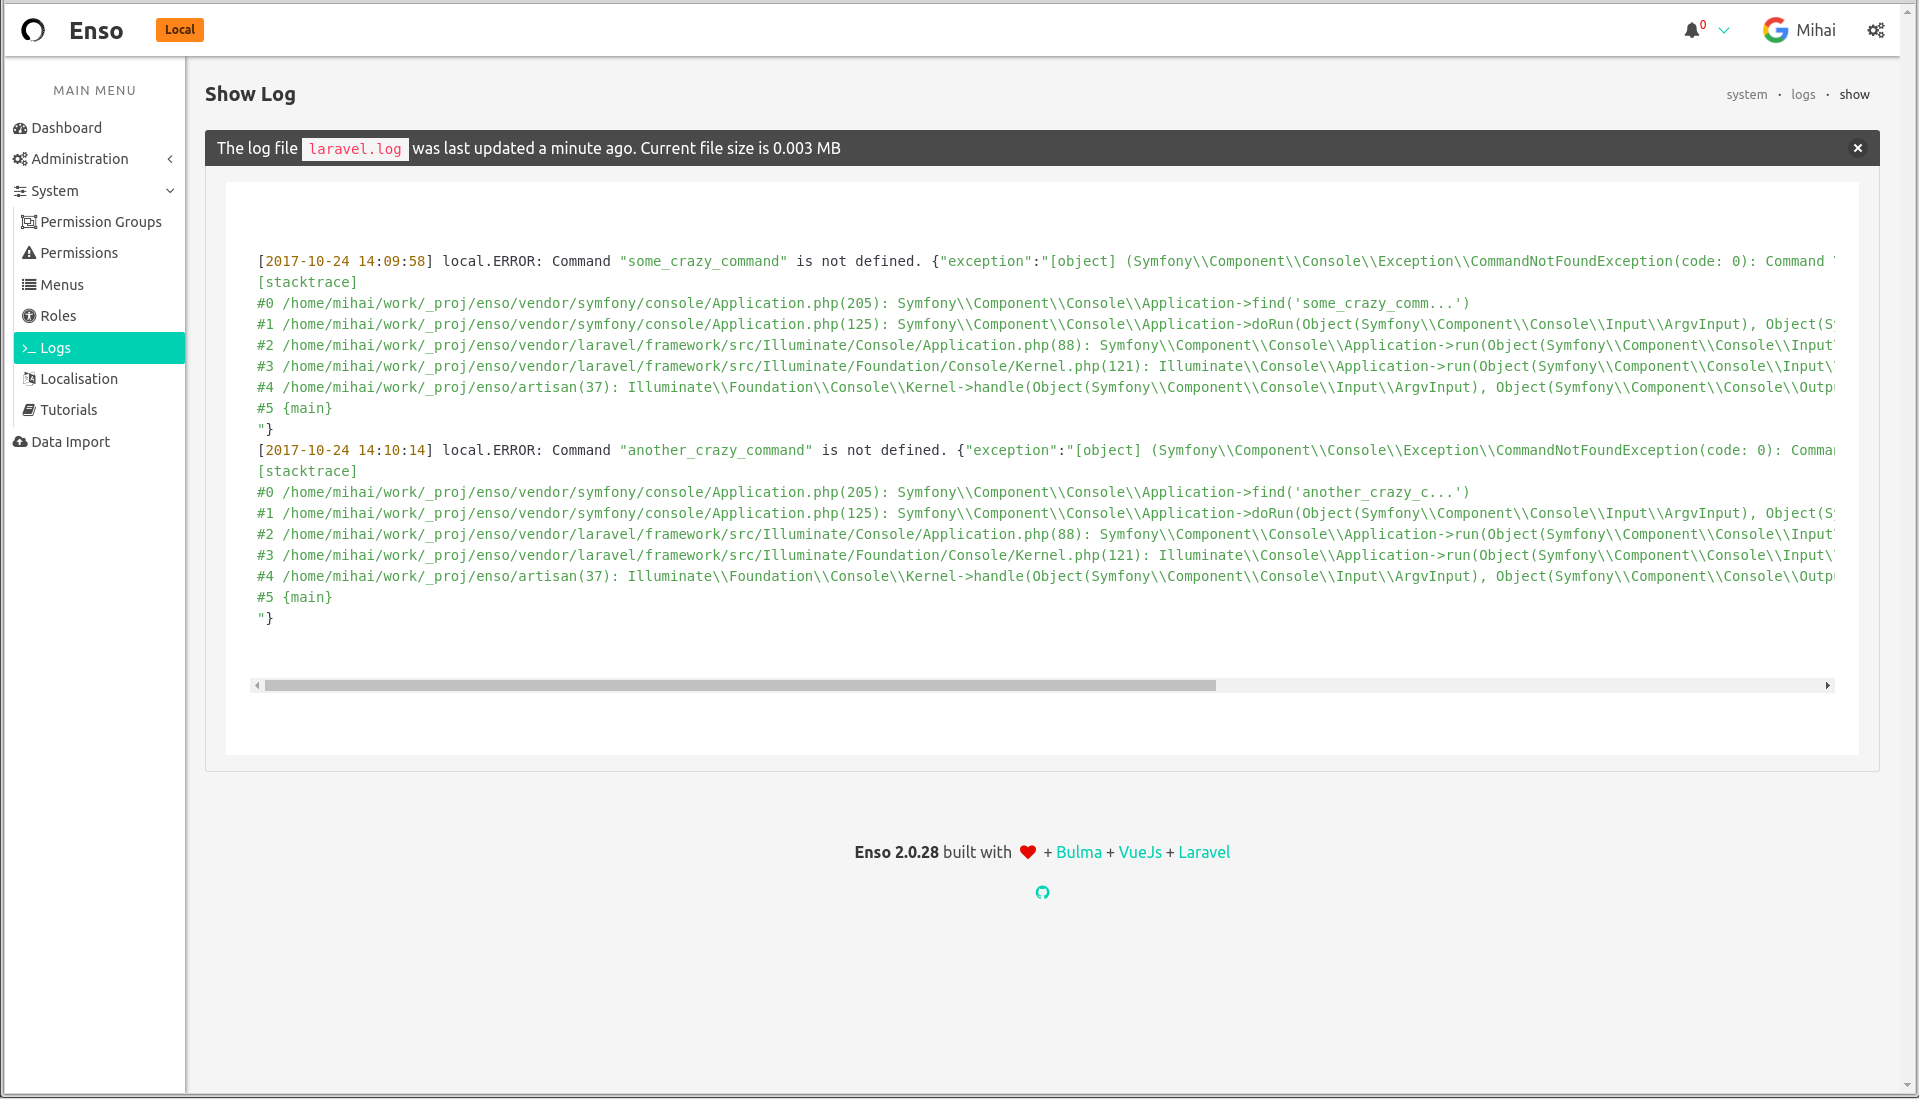 Enso Local 0 Mihai
MAIN MENU
Dashboard
Administration
System
Permission Groups
Permissions
Menus
Roles
Logs
Localisation
Tutorials
Data Import
Show Log
system · logs · show
The log file laravel.log was last updated a minute ago. Current file size is 0.003 MB
[2017-10-24 14:09:58] local.ERROR: Command "some_crazy_command" is not defined. {"exception":"[object] (Symfony\\Component\\Console\\Exception\\CommandNotFoundException(code: 0): Command
[stacktrace]
#0 /home/mihai/work/_proj/enso/vendor/symfony/console/Application.php(205): Symfony\\Component\\Console\\Application->find('some_crazy_comm...')
#1 /home/mihai/work/_proj/enso/vendor/symfony/console/Application.php(125): Symfony\\Component\\Console\\Application->doRun(Object(Symfony\\Component\\Console\\Input\\ArgvInput), Object(S
#2 /home/mihai/work/_proj/enso/vendor/laravel/framework/src/Illuminate/Console/Application.php(88): Symfony\\Component\\Console\\Application->run(Object(Symfony\\Component\\Console\\Input\
#3 /home/mihai/work/_proj/enso/vendor/laravel/framework/src/Illuminate/Foundation/Console/Kernel.php(121): Illuminate\\Console\\Application->run(Object(Symfony\\Component\\Console\\Input\
#4 /home/mihai/work/_proj/enso/artisan(37): Illuminate\\Foundation\\Console\\Kernel->handle(Object(Symfony\\Component\\Console\\Input\\ArgvInput), Object(Symfony\\Component\\Console\\Outp
#5 {main}
"}
[2017-10-24 14:10:14] local.ERROR: Command "another_crazy_command" is not defined. {"exception":"[object] (Symfony\\Component\\Console\\Exception\\CommandNotFoundException(code: 0): Comma
[stacktrace]
#0 /home/mihai/work/_proj/enso/vendor/symfony/console/Application.php(205): Symfony\\Component\\Console\\Application->find('another_crazy_c...')
#1 /home/mihai/work/_proj/enso/vendor/symfony/console/Application.php(125): Symfony\\Component\\Console\\Application->doRun(Object(Symfony\\Component\\Console\\Input\\ArgvInput), Object(S
#2 /home/mihai/work/_proj/enso/vendor/laravel/framework/src/Illuminate/Console/Application.php(88): Symfony\\Component\\Console\\Application->run(Object(Symfony\\Component\\Console\\Input\
#3 /home/mihai/work/_proj/enso/vendor/laravel/framework/src/Illuminate/Foundation/Console/Kernel.php(121): Illuminate\\Console\\Application->run(Object(Symfony\\Component\\Console\\Input\
#4 /home/mihai/work/_proj/enso/artisan(37): Illuminate\\Foundation\\Console\\Kernel->handle(Object(Symfony\\Component\\Console\\Input\\ArgvInput), Object(Symfony\\Component\\Console\\Outp
#5 {main}
"}
Enso 2.0.28 built with ❤ + Bulma + VueJs + Laravel